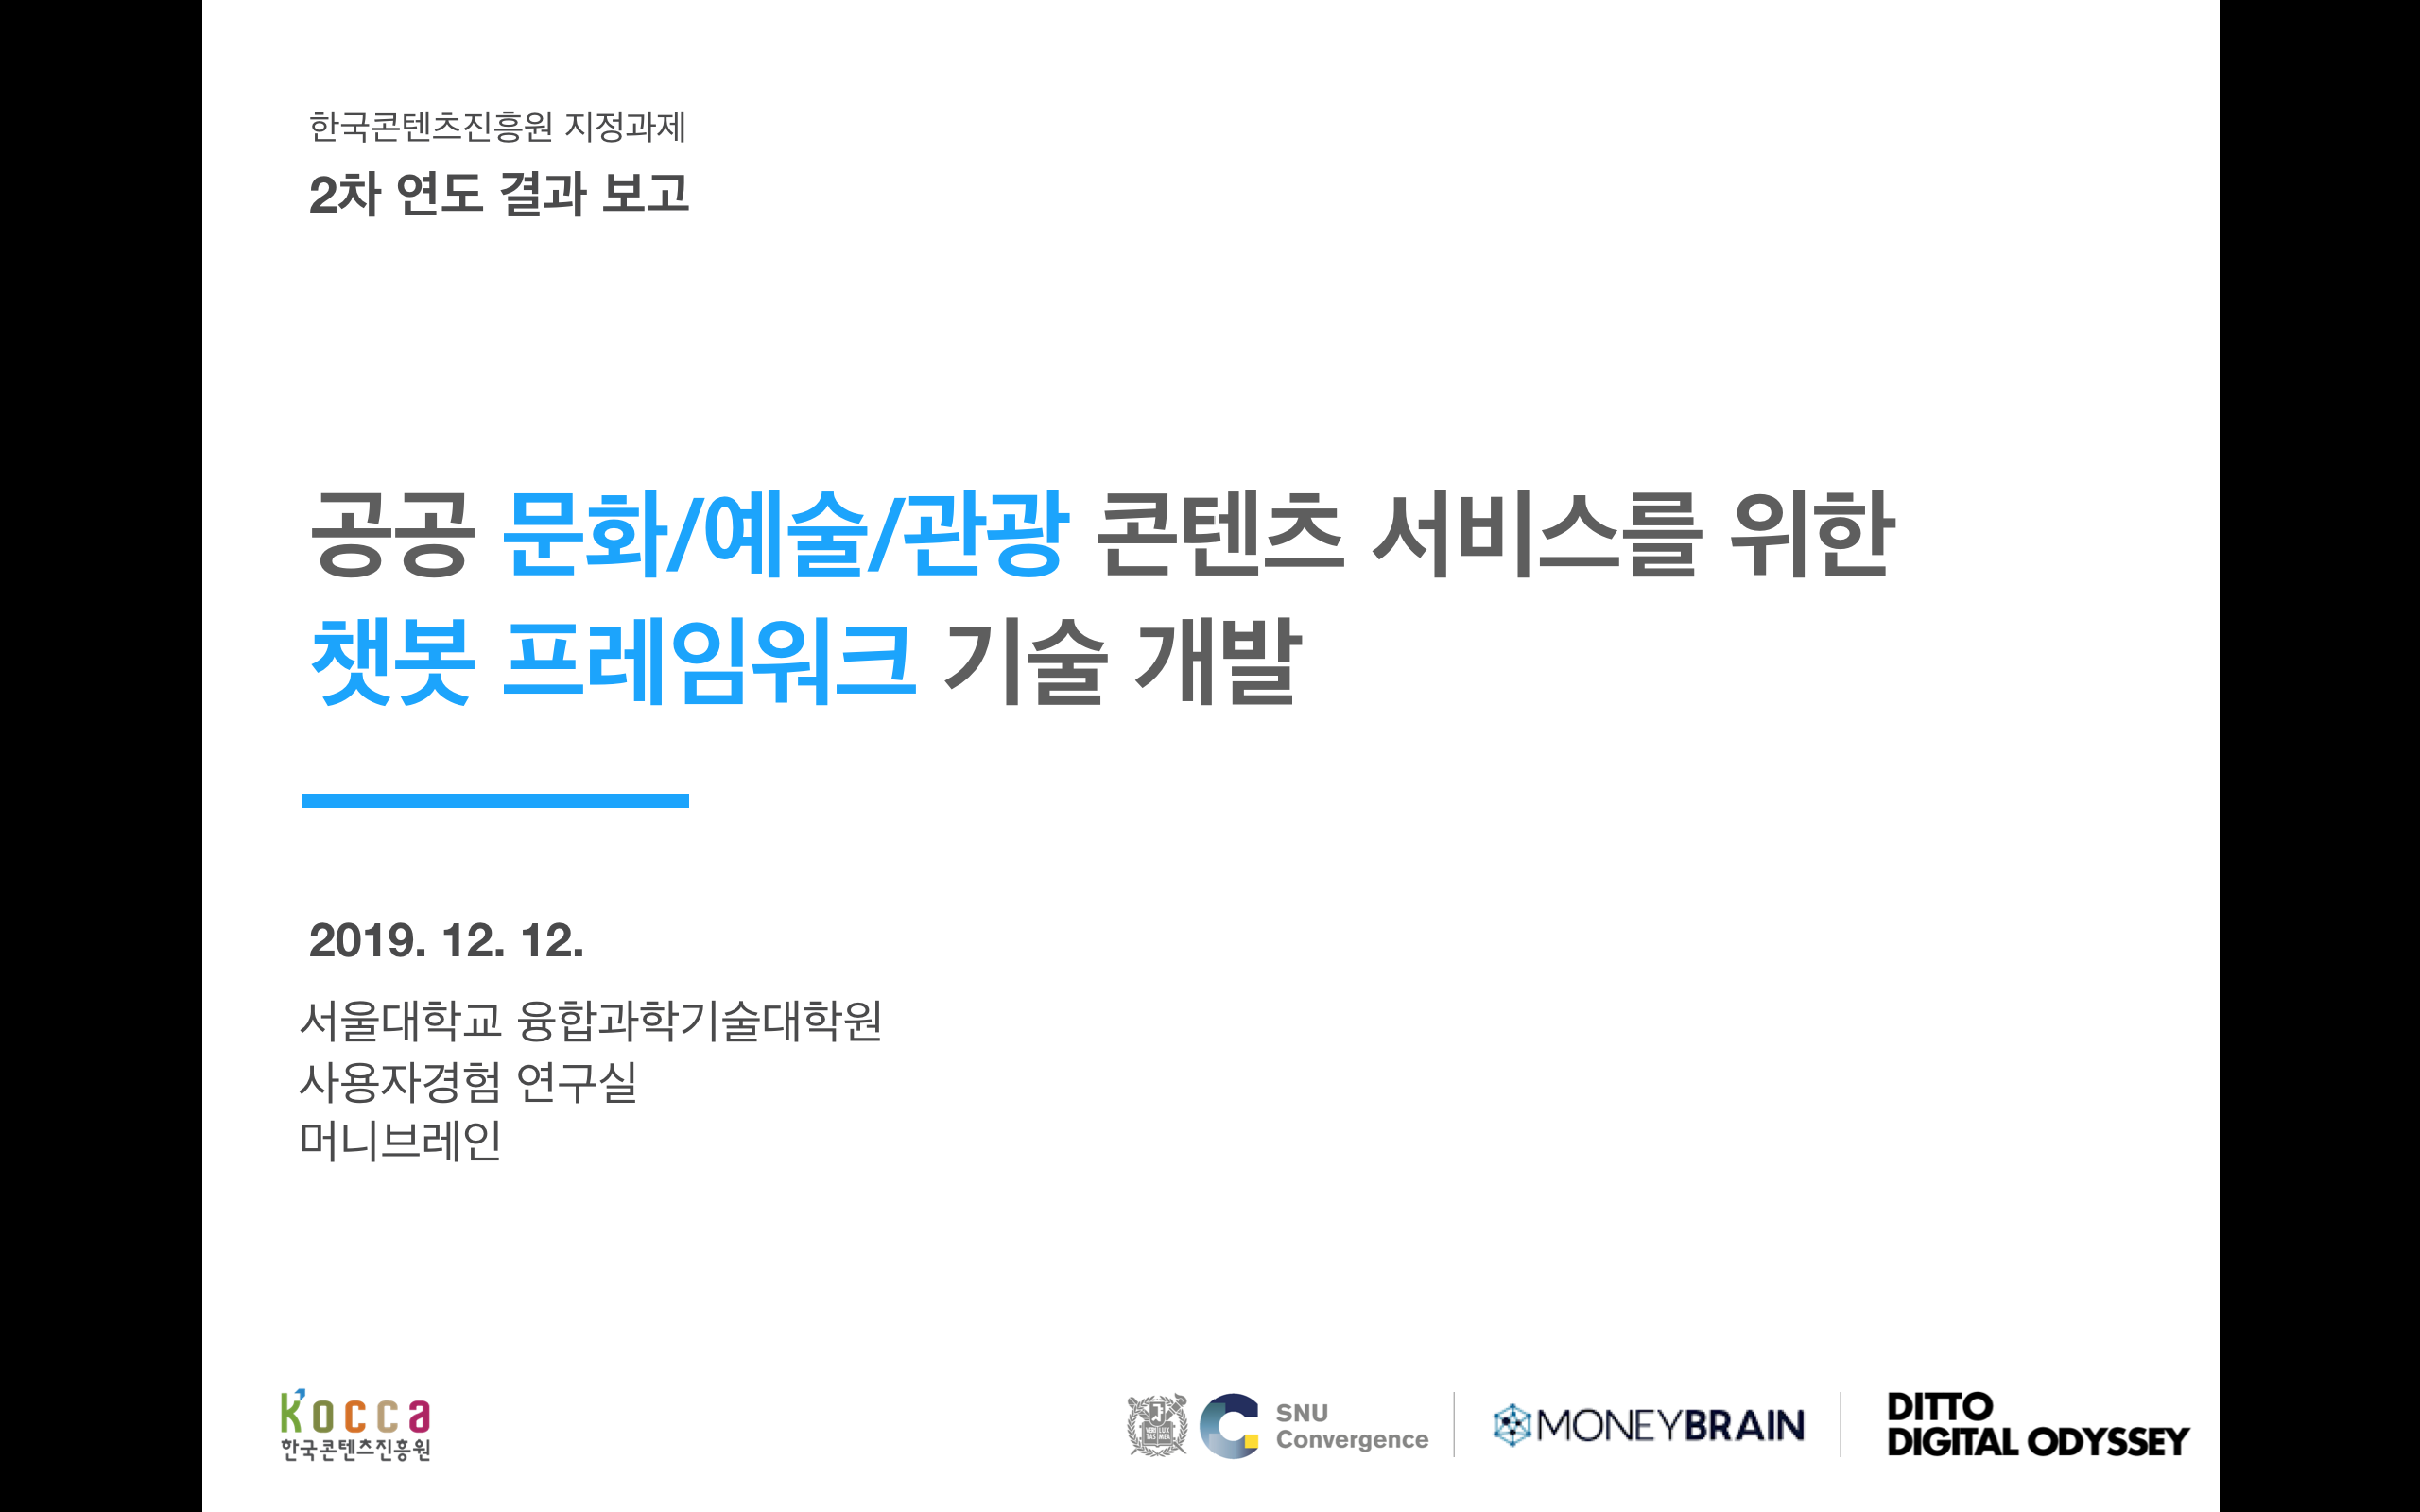 한국콘텐츠진흥원 지정과제
2차 연도 결과 보고
공공 문화/예술/관광 콘텐츠 서비스를 위한
챗봇 프레임워크 기술 개발
2019. 12. 12.
서울대학교 융합과학기술대학원
사용자경험 연구실
머니브레인
kocca
한국콘텐츠진흥원
VERI LUX
TAS MEA
SNU
Convergence
MONEYBRAIN
DITTO
DIGITAL ODYSSEY